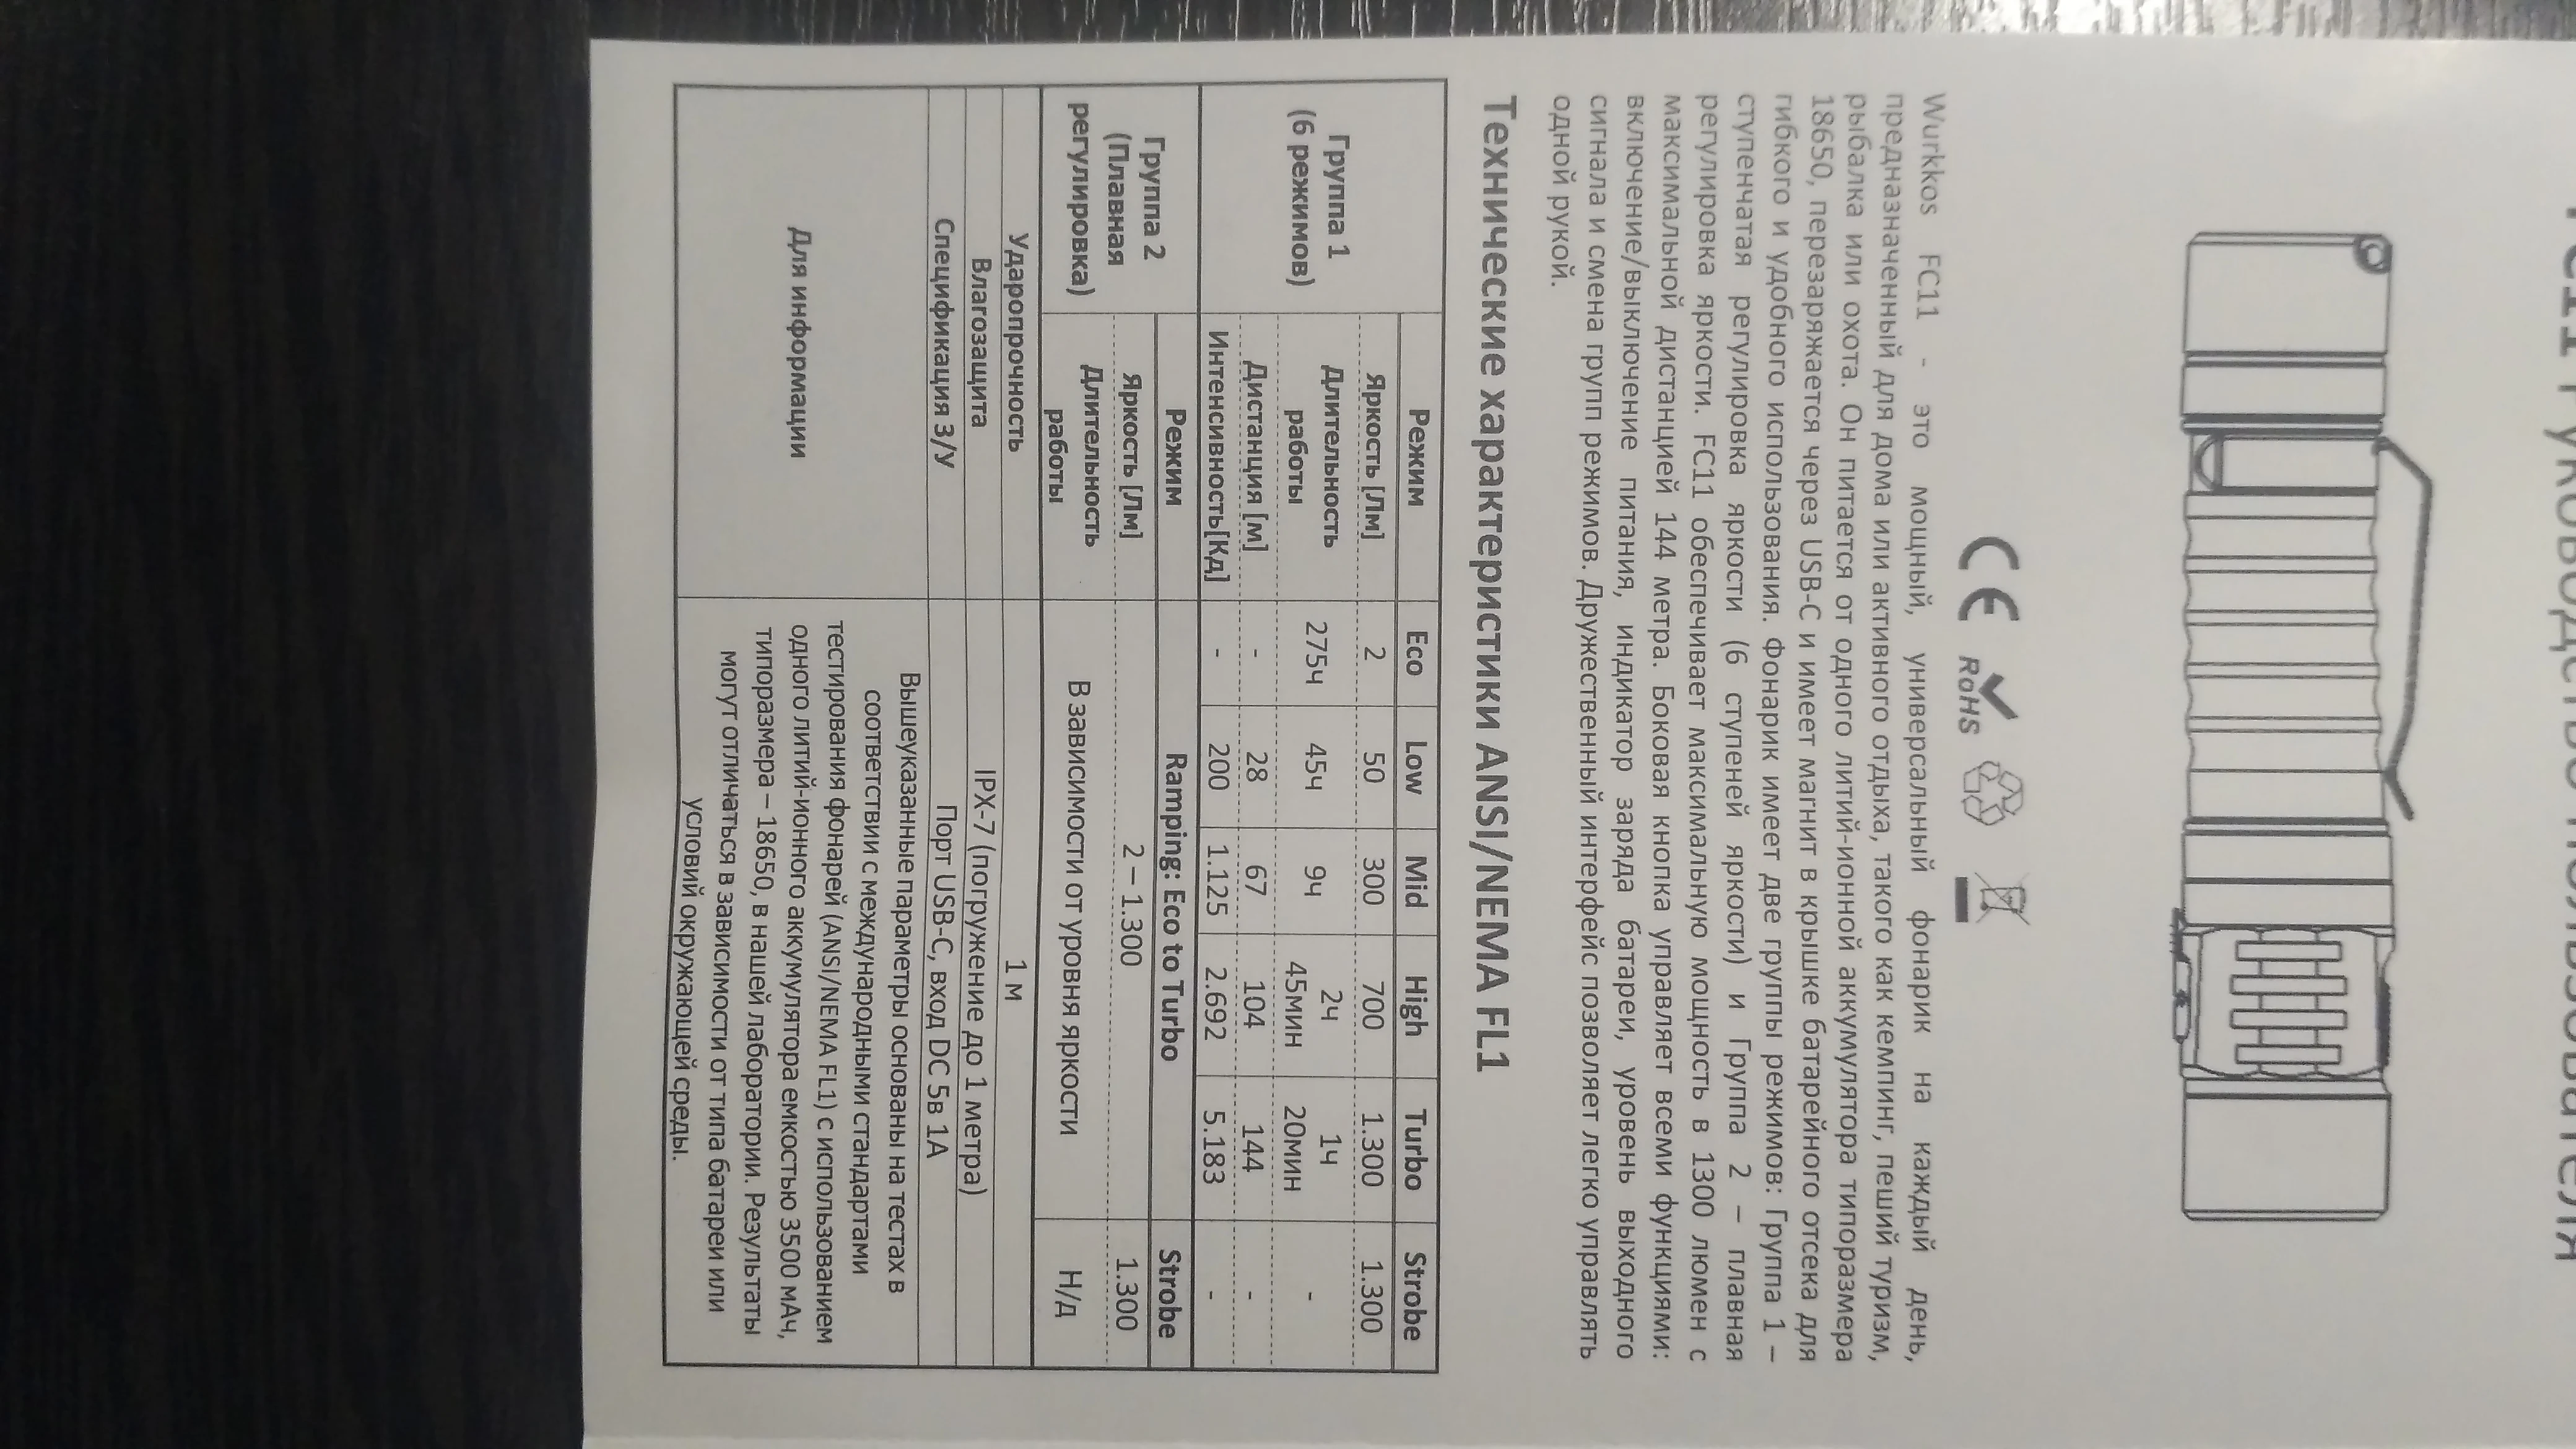 FC11 Руководство пользователя
CE RoHS
Wurkkos FC11 - это мощный, универсальный фонарик на каждый день,
предназначенный для дома или активного отдыха, такого как кемпинг, пеший туризм,
рыбалка или охота. Он питается от одного литий-ионной аккумулятора типоразмера
18650, перезаряжается через USB-C и имеет магнит в крышке батарейного отсека для
гибкого и удобного использования. Фонарик имеет две группы режимов: Группа 1 –
ступенчатая регулировка яркости (6 ступеней яркости) и Группа 2 – плавная
регулировка яркости. FC11 обеспечивает максимальную мощность в 1300 люмен с
максимальной дистанцией 144 метра. Боковая кнопка управляет всеми функциями:
включение/выключение питания, индикатор заряда батареи, уровень выходного
сигнала и смена групп режимов. Дружественный интерфейс позволяет легко управлять
одной рукой.
Технические характеристики ANSI/NEMA FL1
Группа 1
(6 режимов)
Режим Eco Low Mid High Turbo Strobe
Яркость [Лм] 2 50 300 700 1.300 1.300
Длительность 275ч 45ч 9ч 2ч 1ч -
работы 45мин 20мин
Дистанция [м] - 28 67 104 144 -
Интенсивность[Кд] - 200 1.125 2.692 5.183 -
Группа 2
(Плавная
регулировка)
Режим Ramping: Eco to Turbo Strobe
Яркость [Лм] 2 – 1.300 1.300
Длительность В зависимости от уровня яркости Н/д
работы
Ударопрочность 1 м
Влагозащита IPX-7 (погружение до 1 метра)
Спецификация З/У Порт USB-C, вход DC 5в 1А
Для информации
Вышеуказанные параметры основаны на тестах в
соответствии с международными стандартами
тестирования фонарей (ANSI/NEMA FL1) с использованием
одного литий-ионного аккумулятора емкостью 3500 мАч,
типоразмера – 18650, в нашей лаборатории. Результаты
могут отличаться в зависимости от типа батареи или
условий окружающей среды.